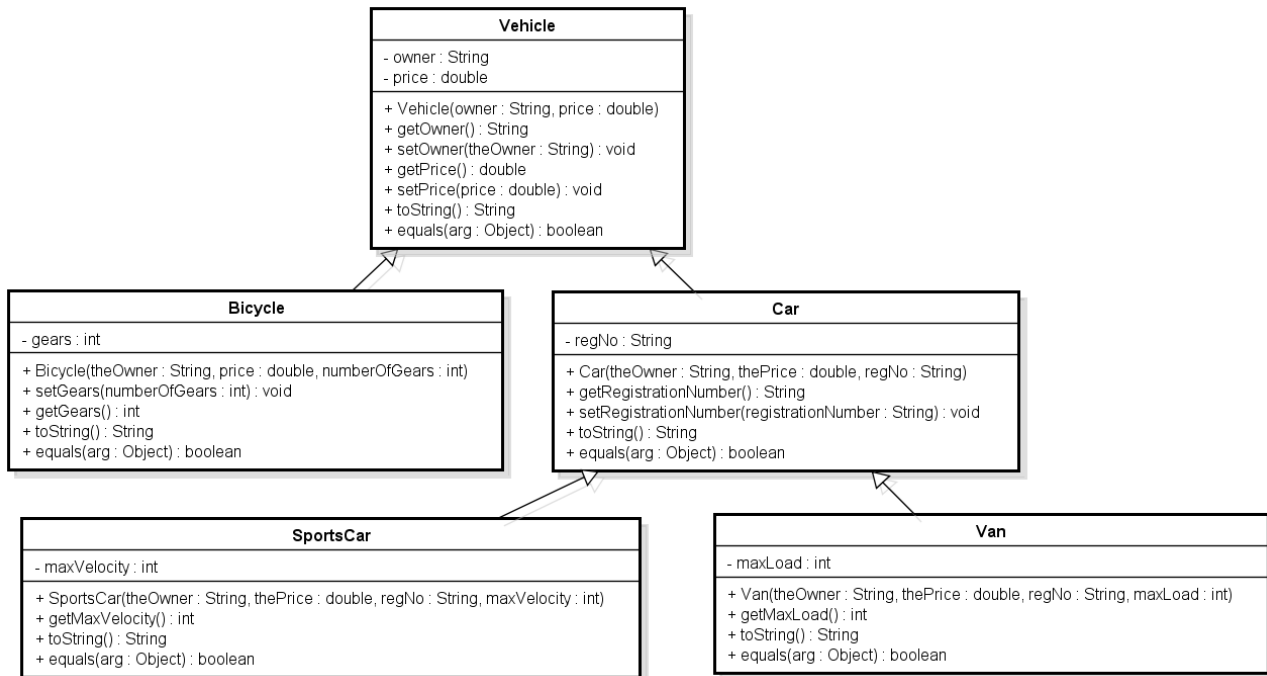 Vehicle
- owner : String
- price : double
+ Vehicle(owner : String, price : double)
+ getOwner() : String
+ setOwner(theOwner : String) : void
+ getPrice() : double
+ setPrice(price : double) : void
+ toString() : String
+ equals(arg : Object) : boolean
Bicycle
- gears : int
+ Bicycle(theOwner : String, price : double, numberOfGears : int)
+ setGears(numberOfGears : int) : void
+ getGears() : int
+ toString() : String
+ equals(arg : Object) : boolean
Car
- regNo : String
+ Car(theOwner : String, thePrice : double, regNo : String)
+ getRegistrationNumber() : String
+ setRegistrationNumber(registrationNumber : String) : void
+ toString() : String
+ equals(arg : Object) : boolean
SportsCar
- maxVelocity : int
+ SportsCar(theOwner : String, thePrice : double, regNo : String, maxVelocity : int)
+ getMaxVelocity() : int
+ toString() : String
+ equals(arg : Object) : boolean
Van
- maxLoad : int
+ Van(theOwner : String, thePrice : double, regNo : String, maxLoad : int)
+ getMaxLoad() : int
+ toString() : String
+ equals(arg : Object) : boolean